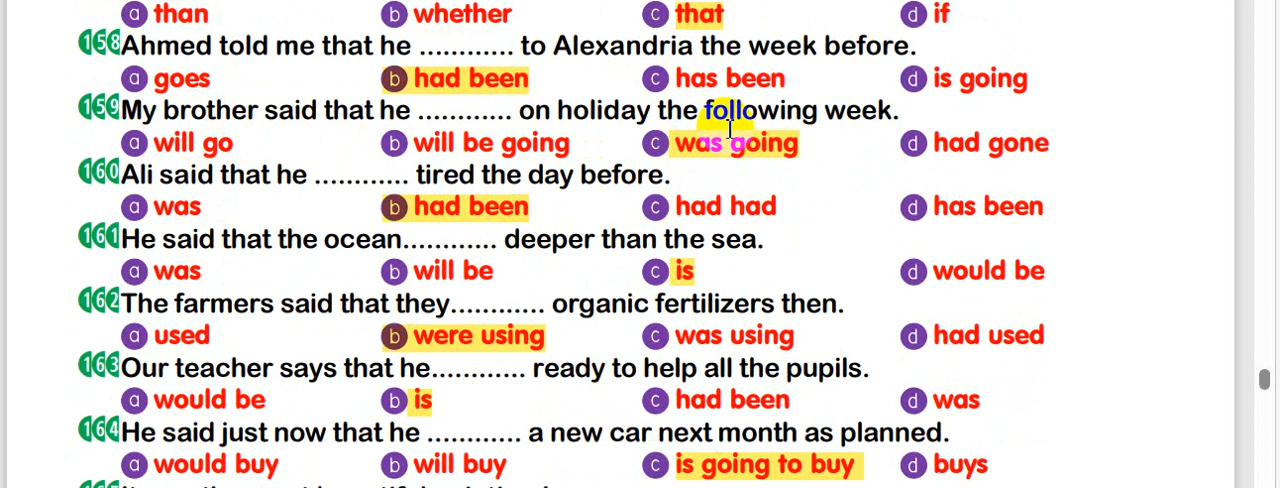 a than b whether c that d if
158 Ahmed told me that he ............ to Alexandria the week before.
a goes b had been c has been d is going
159 My brother said that he ............ on holiday the following week.
a will go b will be going c was going d had gone
160 Ali said that he ............ tired the day before.
a was b had been c had had d has been
161 He said that the ocean............ deeper than the sea.
a was b will be c is d would be
162 The farmers said that they............ organic fertilizers then.
a used b were using c was using d had used
163 Our teacher says that he............ ready to help all the pupils.
a would be b is c had been d was
164 He said just now that he ............ a new car next month as planned.
a would buy b will buy c is going to buy d buys